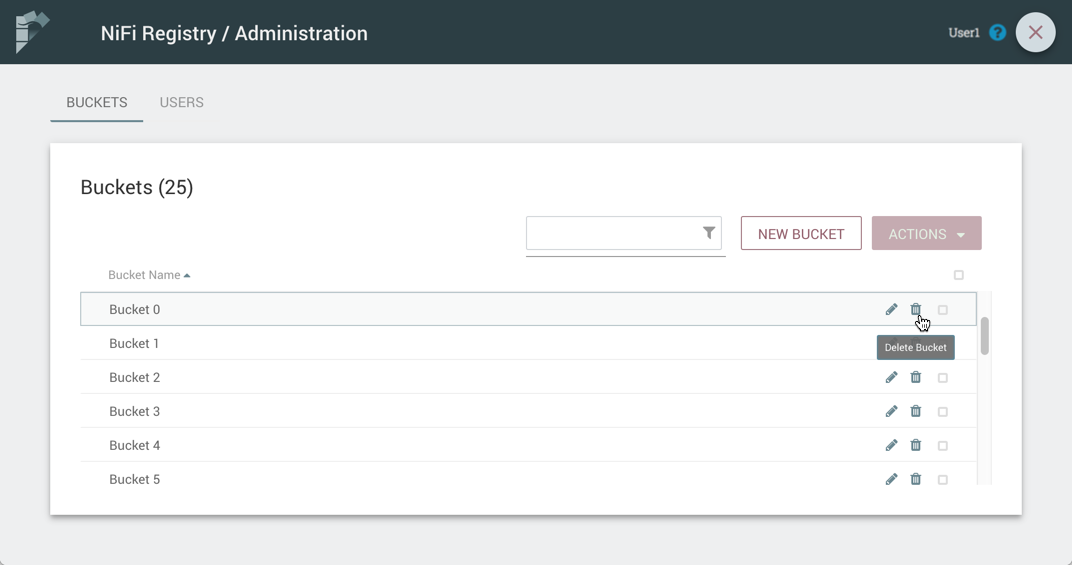 NiFi Registry / Administration
User1
BUCKETS
USERS
Buckets (25)
NEW BUCKET
ACTIONS
Bucket Name
Bucket 0
Bucket 1
Delete Bucket
Bucket 2
Bucket 3
Bucket 4
Bucket 5